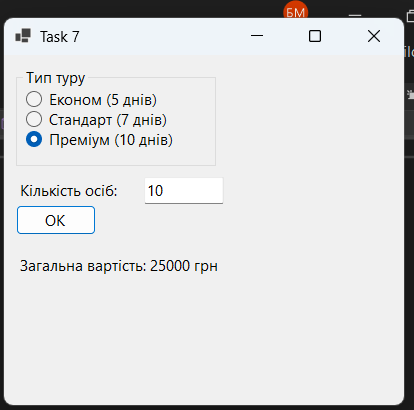 БМ
Task 7
Тип туру
Економ (5 днів)
Стандарт (7 днів)
Преміум (10 днів)
Кількість осіб: 10
OK
Загальна вартість: 25000 грн